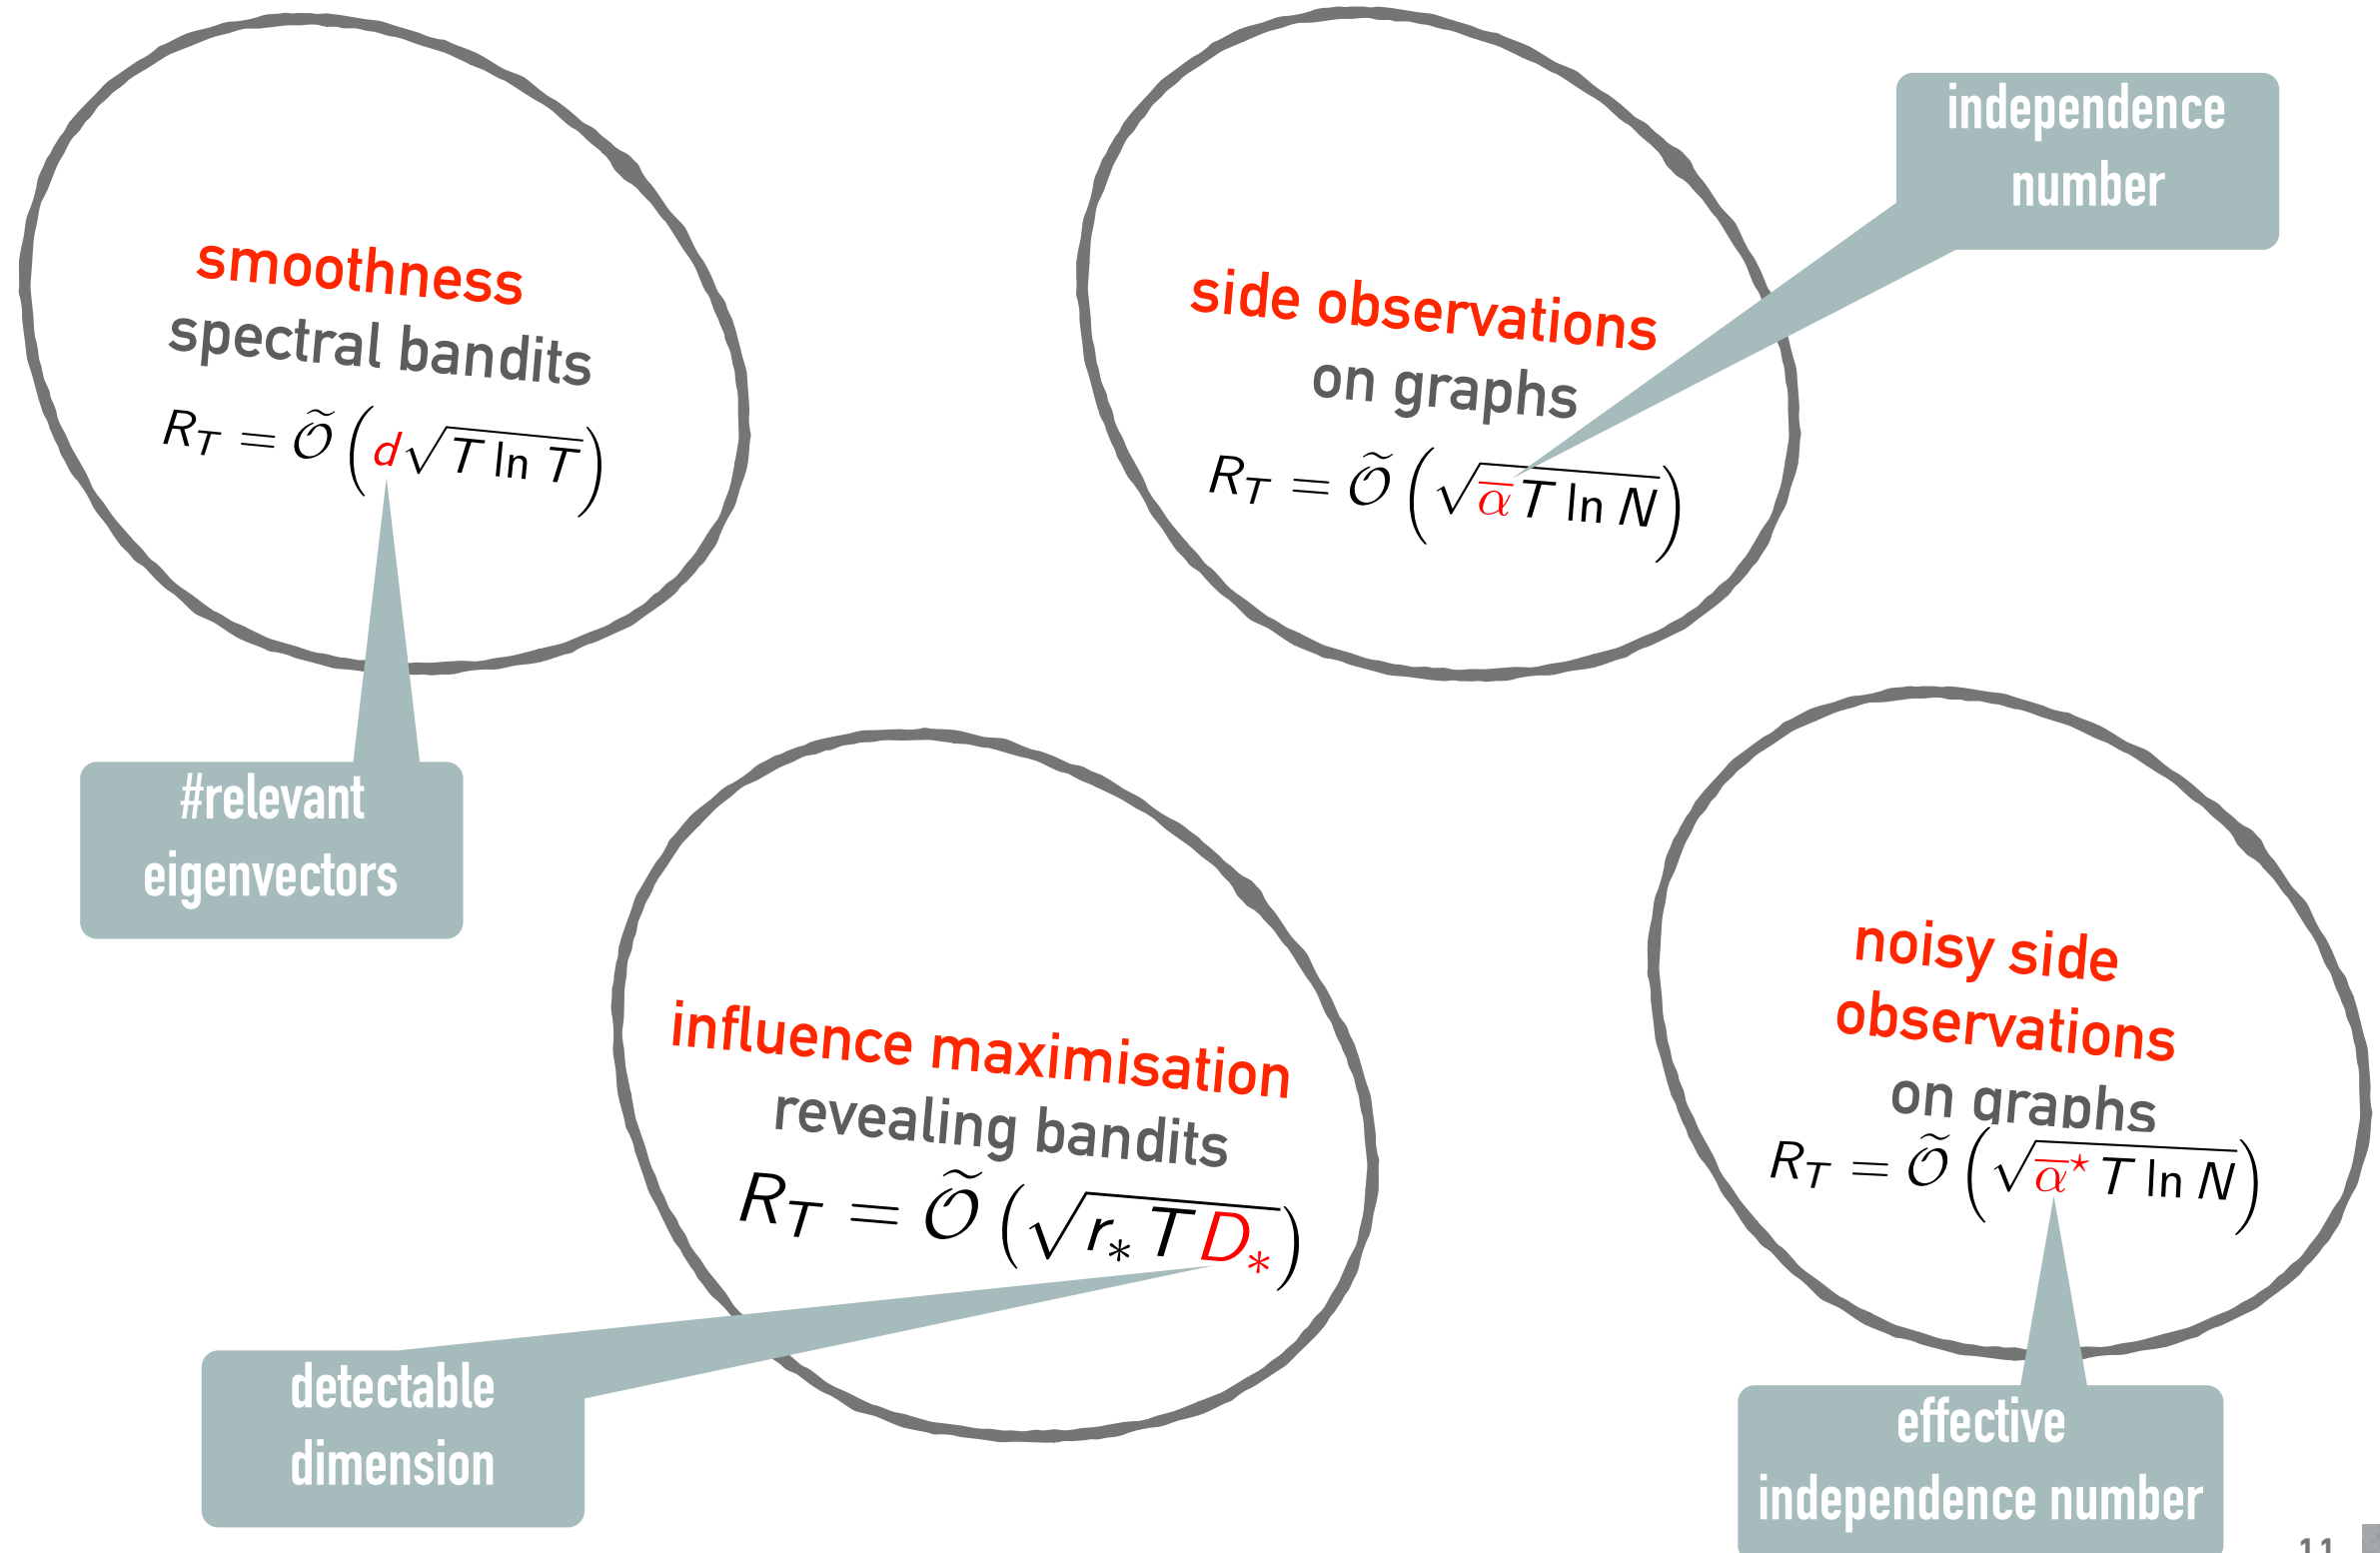 smoothness
spectral bandits
R_T = Õ (d√(T ln T))
#relevant
eigenvectors
side observations
on graphs
R_T = Õ (√(ᾱ T ln N))
independence
number
influence maximisation
revealing bandits
R_T = Õ (√(r_* T D_*))
detectable
dimension
noisy side
observations
on graphs
R_T = Õ (√(ᾱ* T ln N))
effective
independence number
11